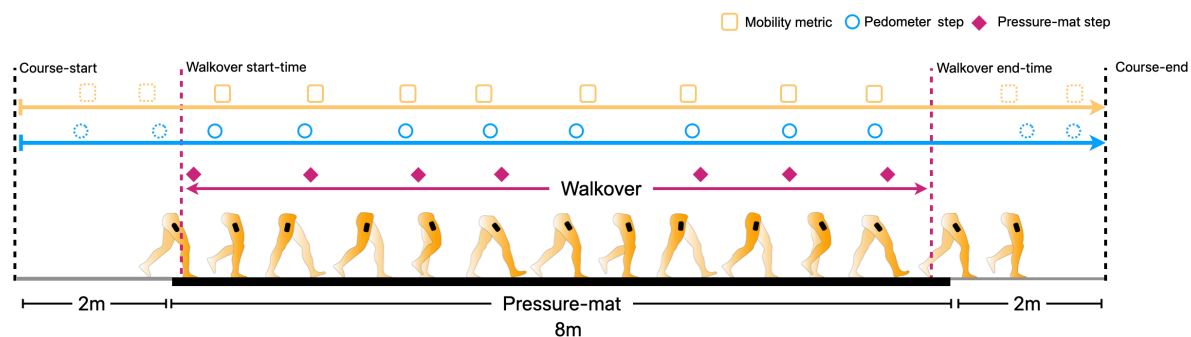 Mobility metric Pedometer step Pressure-mat step
Course-start Walkover start-time Walkover end-time Course-end
Walkover
2m Pressure-mat 2m
8m